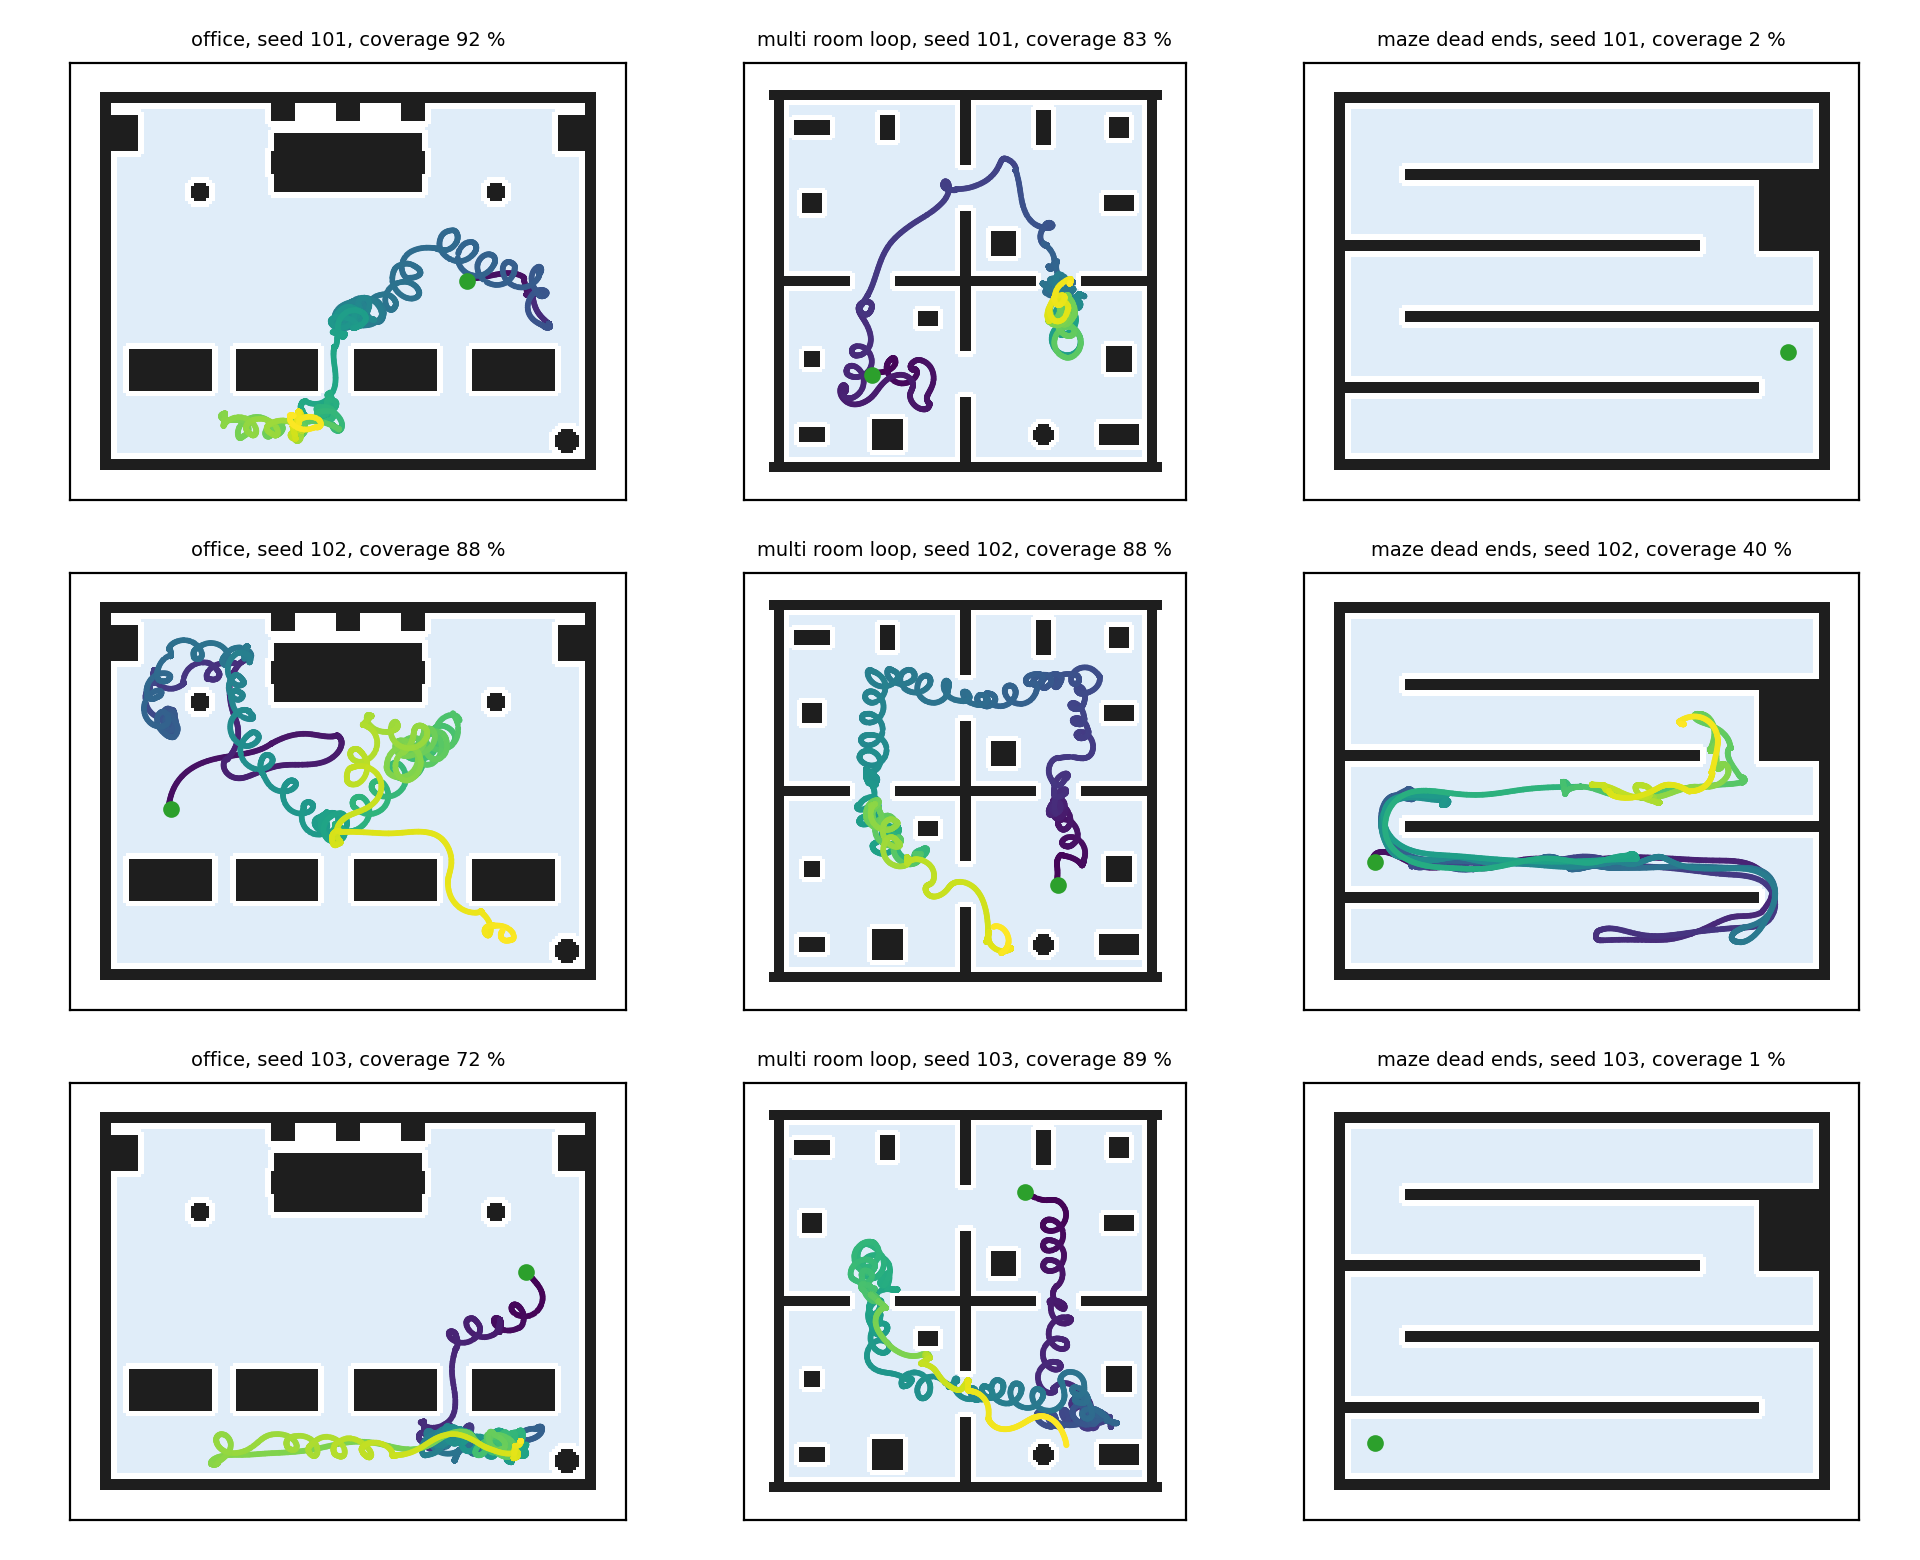 office, seed 101, coverage 92 %
multi room loop, seed 101, coverage 83 %
maze dead ends, seed 101, coverage 2 %
office, seed 102, coverage 88 %
multi room loop, seed 102, coverage 88 %
maze dead ends, seed 102, coverage 40 %
office, seed 103, coverage 72 %
multi room loop, seed 103, coverage 89 %
maze dead ends, seed 103, coverage 1 %